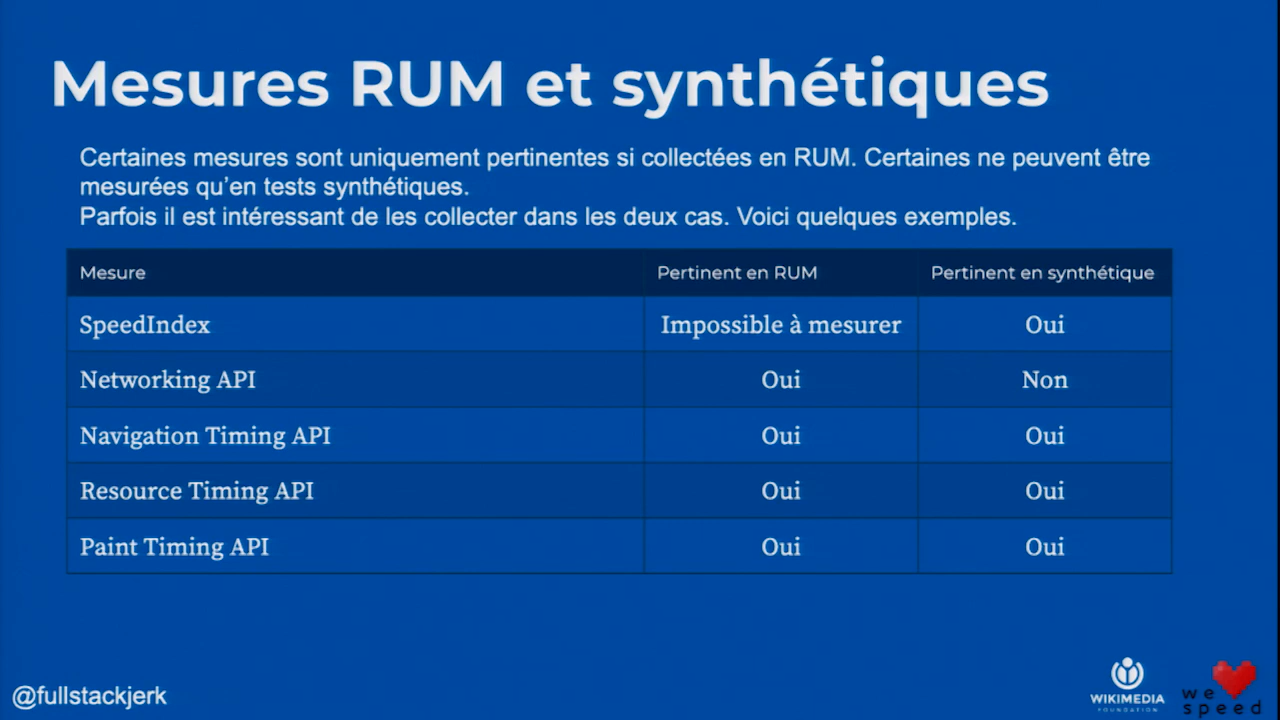 Mesures RUM et synthétiques
Certaines mesures sont uniquement pertinentes si collectées en RUM. Certaines ne peuvent être
mesurées qu'en tests synthétiques.
Parfois il est intéressant de les collecter dans les deux cas. Voici quelques exemples.
Mesure Pertinent en RUM Pertinent en synthétique
SpeedIndex Impossible à mesurer Oui
Networking API Oui Non
Navigation Timing API Oui Oui
Resource Timing API Oui Oui
Paint Timing API Oui Oui
@fullstackjerk
WIKIMEDIA
FOUNDATION
we
speed